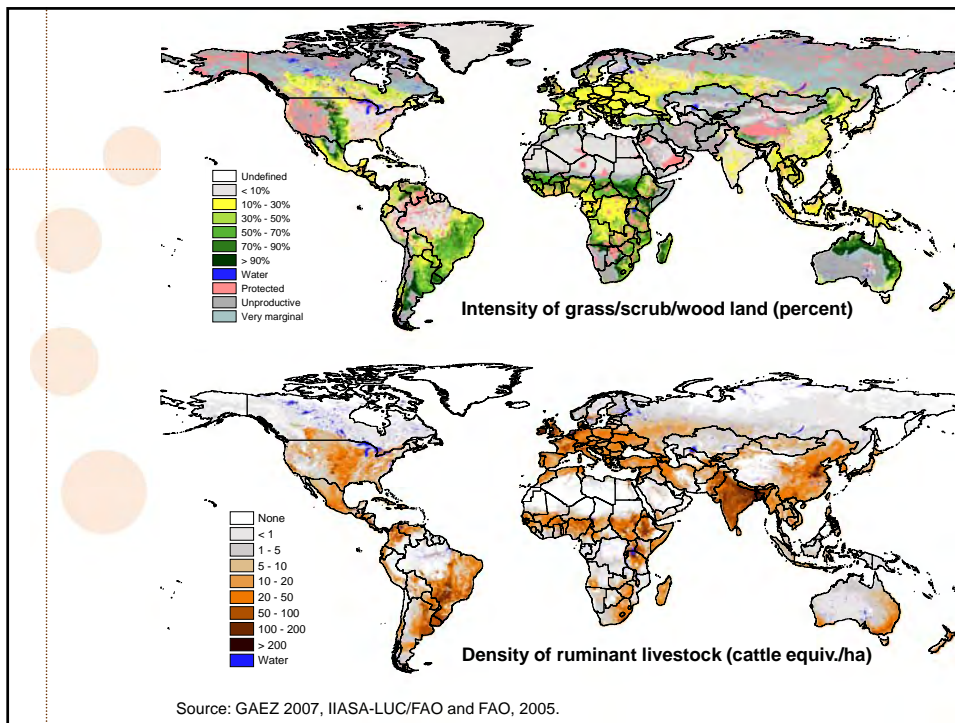 Undefined
< 10%
10% - 30%
30% - 50%
50% - 70%
70% - 90%
> 90%
Water
Protected
Unproductive
Very marginal
Intensity of grass/scrub/wood land (percent)
None
< 1
1 - 5
5 - 10
10 - 20
20 - 50
50 - 100
100 - 200
> 200
Water
Density of ruminant livestock (cattle equiv./ha)
Source: GAEZ 2007, IIASA-LUC/FAO and FAO, 2005.